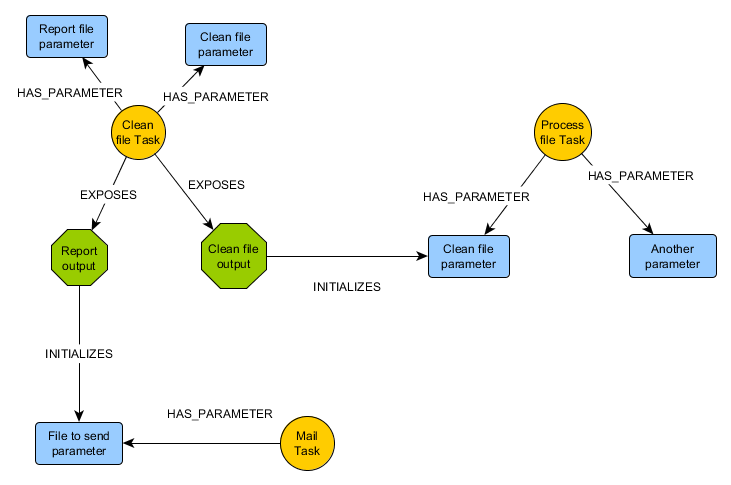 Report file
parameter
Clean file
parameter
HAS_PARAMETER
HAS_PARAMETER
Clean
file Task
Process
file Task
EXPOSES
EXPOSES
HAS_PARAMETER
HAS_PARAMETER
Report
output
Clean file
output
Clean file
parameter
Another
parameter
INITIALIZES
INITIALIZES
HAS_PARAMETER
File to send
parameter
Mail
Task